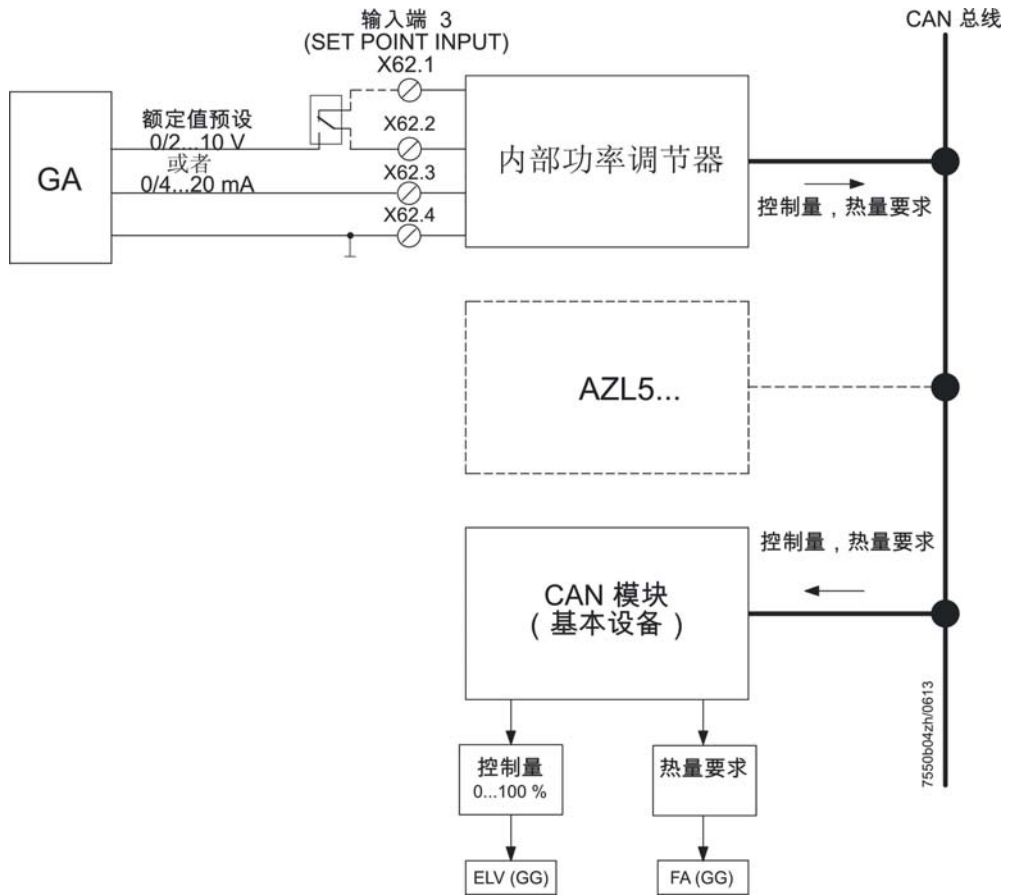 输入端 3
(SET POINT INPUT)
CAN 总线
X62.1
额定值预设
0/2...10 V
或者
0/4...20 mA
GA
X62.2
X62.3
X62.4
内部功率调节器
控制量，热量要求
AZL5...
控制量，热量要求
CAN 模块
（基本设备）
控制量
0...100 %
热量要求
ELV (GG)
FA (GG)
7550b04zh/0613